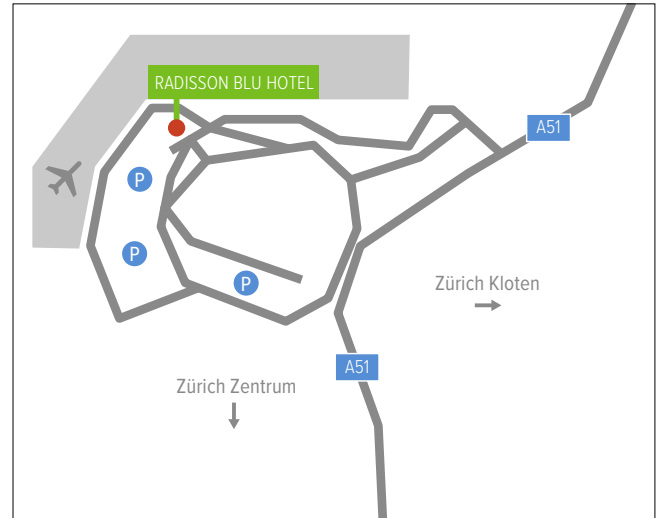 RADISSON BLU HOTEL
A51
P
P
P
Zürich Kloten
A51
Zürich Zentrum